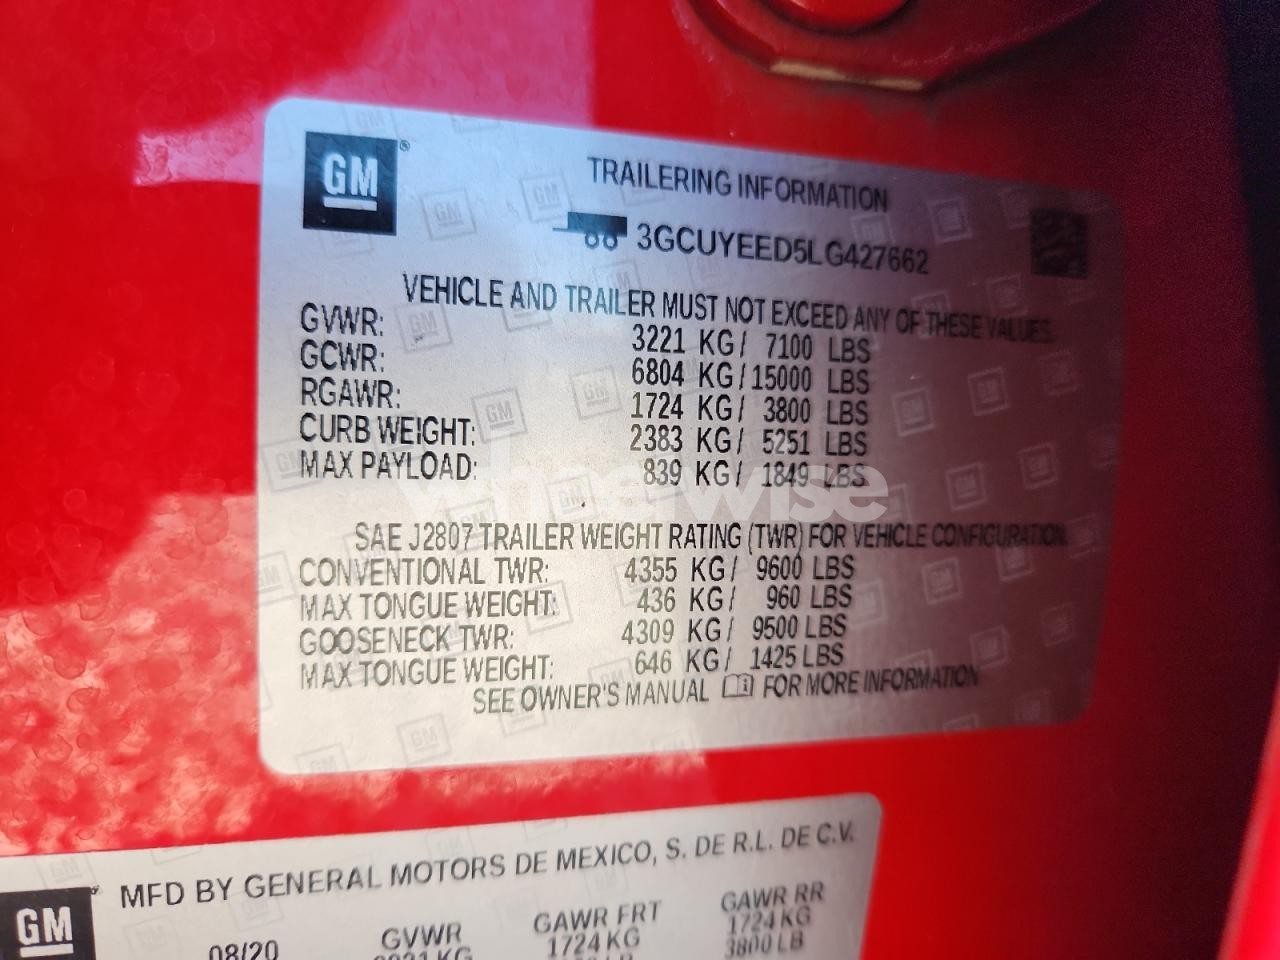 GM
TRAILERING INFORMATION
3GCUYEED5LG427662
VEHICLE AND TRAILER MUST NOT EXCEED ANY OF THESE VALUES.
GVWR: 3221 KG/ 7100 LBS
GCWR: 6804 KG/15000 LBS
RGAWR: 1724 KG/ 3800 LBS
CURB WEIGHT: 2383 KG/ 5251 LBS
MAX PAYLOAD: 839 KG/ 1849 LBS
SAE J2807 TRAILER WEIGHT RATING (TWR) FOR VEHICLE CONFIGURATION.
CONVENTIONAL TWR: 4355 KG/ 9600 LBS
MAX TONGUE WEIGHT: 436 KG/ 960 LBS
GOOSENECK TWR: 4309 KG/ 9500 LBS
MAX TONGUE WEIGHT: 646 KG/ 1425 LBS
SEE OWNER'S MANUAL FOR MORE INFORMATION
GM MFD BY GENERAL MOTORS DE MEXICO, S. DE R.L. DE C.V.
08/20 GVWR GAWR FRT GAWR RR
KG 1724 KG 1724 KG
3800 LB